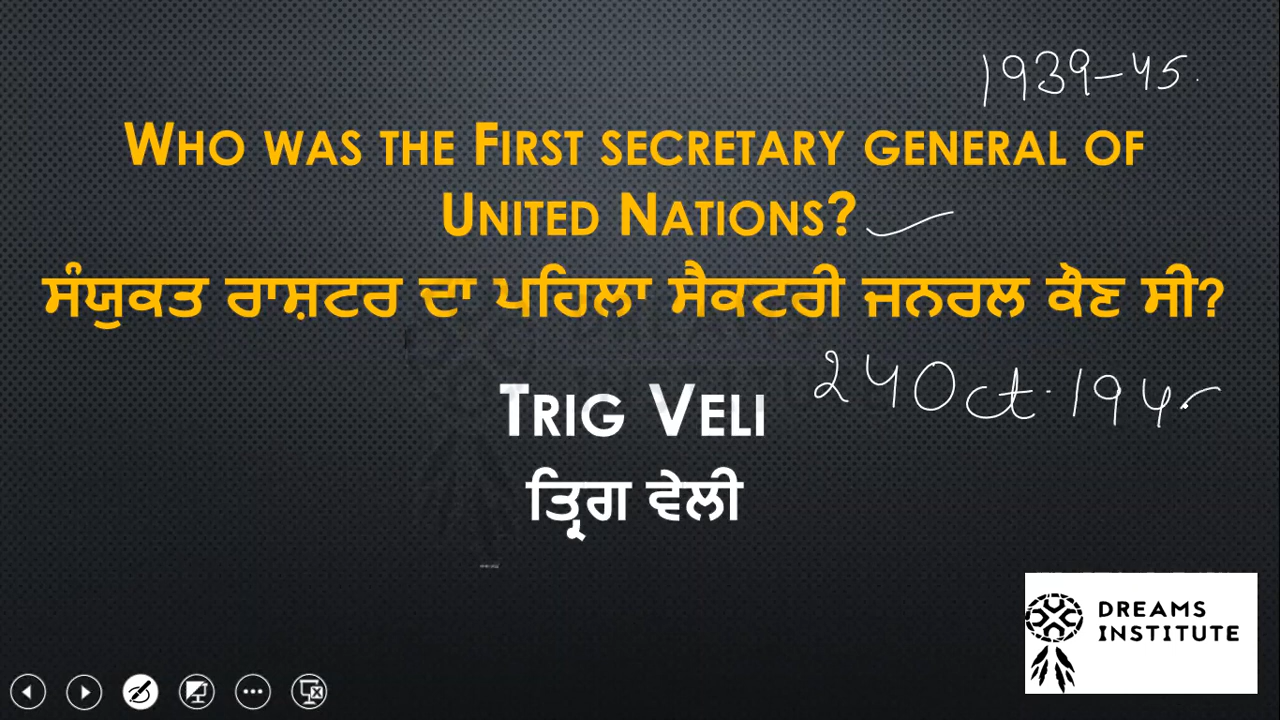 1939-45.
WHO WAS THE FIRST SECRETARY GENERAL OF
UNITED NATIONS?
ਸੰਯੁਕਤ ਰਾਸ਼ਟਰ ਦਾ ਪਹਿਲਾ ਸੈਕਟਰੀ ਜਨਰਲ ਕੌਣ ਸੀ?
24 Oct. 1945
TRIG VELI
ਤ੍ਰਿਗ ਵੇਲੀ
DREAMS
INSTITUTE